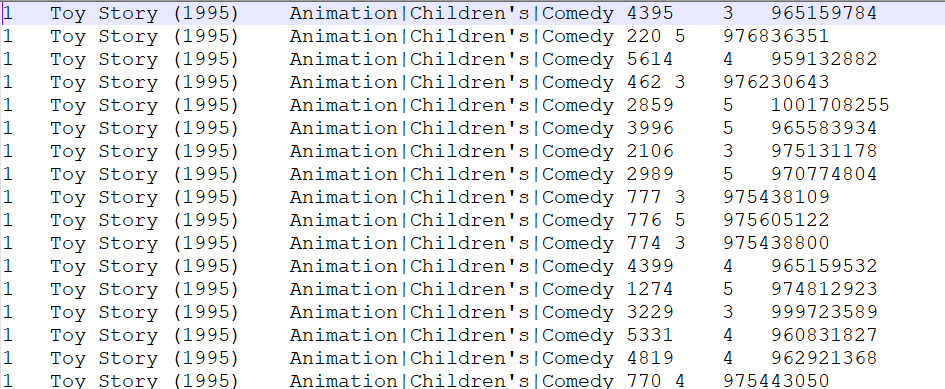 1 Toy Story (1995) Animation|Children's|Comedy 4395 3 965159784
1 Toy Story (1995) Animation|Children's|Comedy 220 5 976836351
1 Toy Story (1995) Animation|Children's|Comedy 5614 4 959132882
1 Toy Story (1995) Animation|Children's|Comedy 462 3 976230643
1 Toy Story (1995) Animation|Children's|Comedy 2859 5 1001708255
1 Toy Story (1995) Animation|Children's|Comedy 3996 5 965583934
1 Toy Story (1995) Animation|Children's|Comedy 2106 3 975131178
1 Toy Story (1995) Animation|Children's|Comedy 2989 5 970774804
1 Toy Story (1995) Animation|Children's|Comedy 777 3 975438109
1 Toy Story (1995) Animation|Children's|Comedy 776 5 975605122
1 Toy Story (1995) Animation|Children's|Comedy 774 3 975438800
1 Toy Story (1995) Animation|Children's|Comedy 4399 4 965159532
1 Toy Story (1995) Animation|Children's|Comedy 1274 5 974812923
1 Toy Story (1995) Animation|Children's|Comedy 3229 3 999723589
1 Toy Story (1995) Animation|Children's|Comedy 5331 4 960831827
1 Toy Story (1995) Animation|Children's|Comedy 4819 4 962921368
1 Toy Story (1995) Animation|Children's|Comedy 770 4 975443050